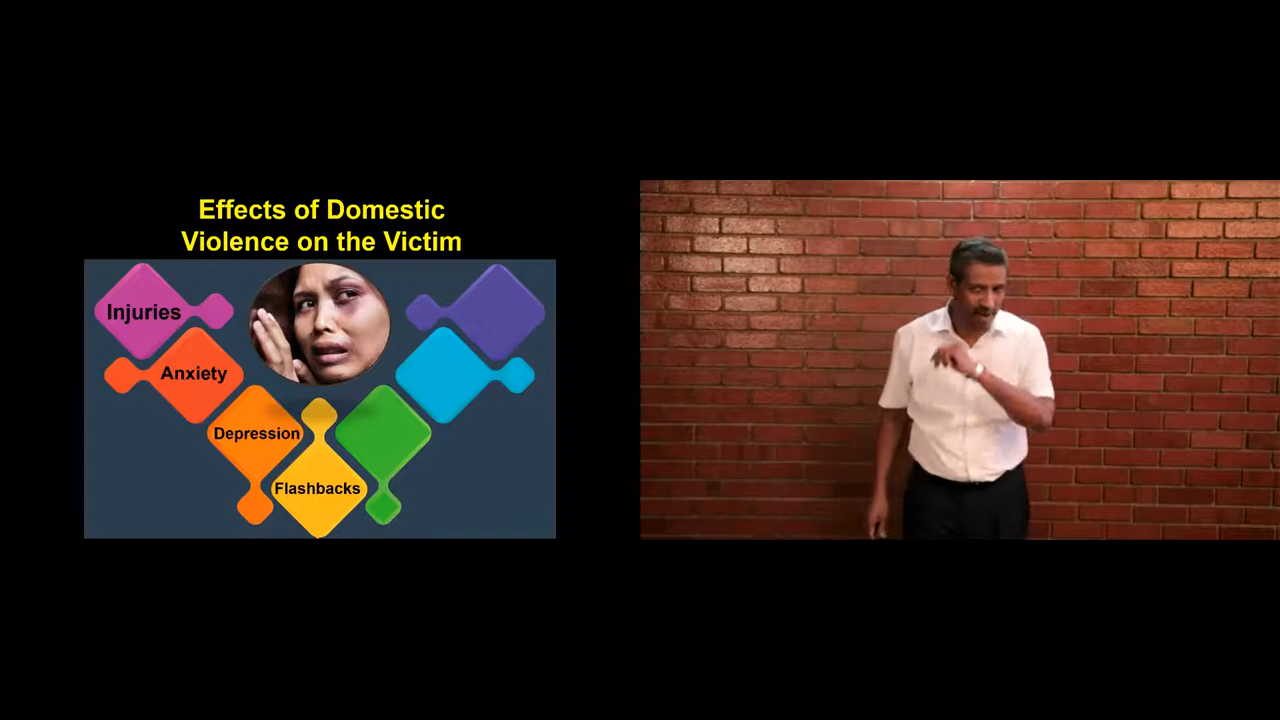 Effects of Domestic
Violence on the Victim
Injuries
Anxiety
Depression
Flashbacks